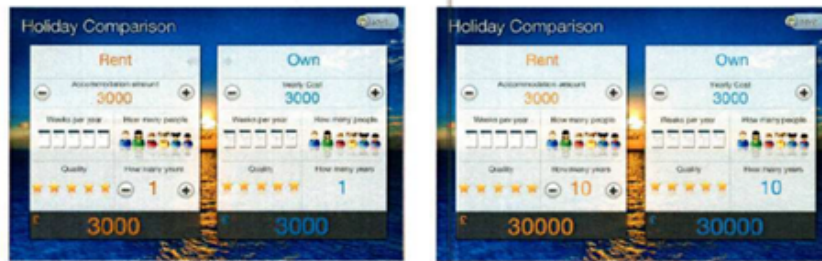 Holiday Comparison
Rent
Own
Accommodation amount
3000
Yearly Cost
3000
Weeks per year
How many people
Weeks per year
How many people
Quality
How many years
1
Quality
How many years
1
3000
3000
Holiday Comparison
Rent
Own
Accommodation amount
3000
Yearly Cost
3000
Weeks per year
How many people
Weeks per year
How many people
Quality
How many years
10
Quality
How many years
10
30000
30000